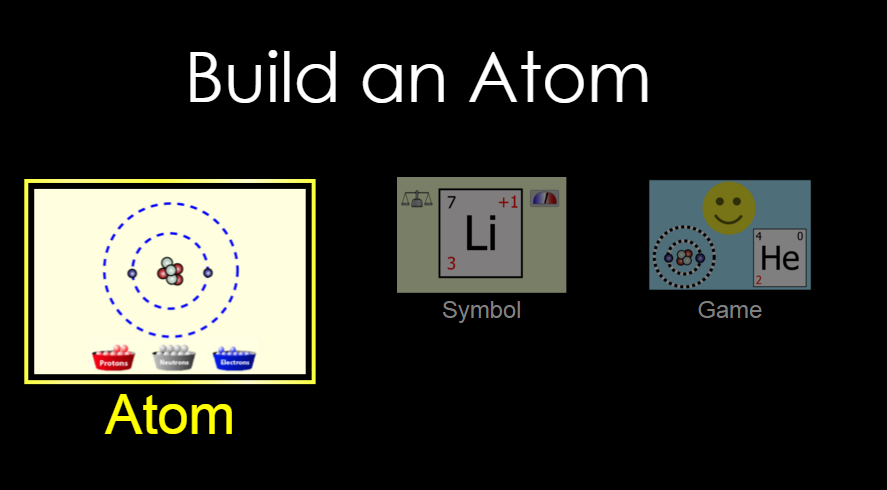 Build an Atom
Protons
Neutrons
Electrons
Atom
7
+1
Li
3
Symbol
4
0
He
2
Game